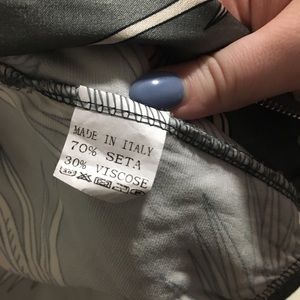 MADE IN ITALY
70% SETA
30% VISCOSE